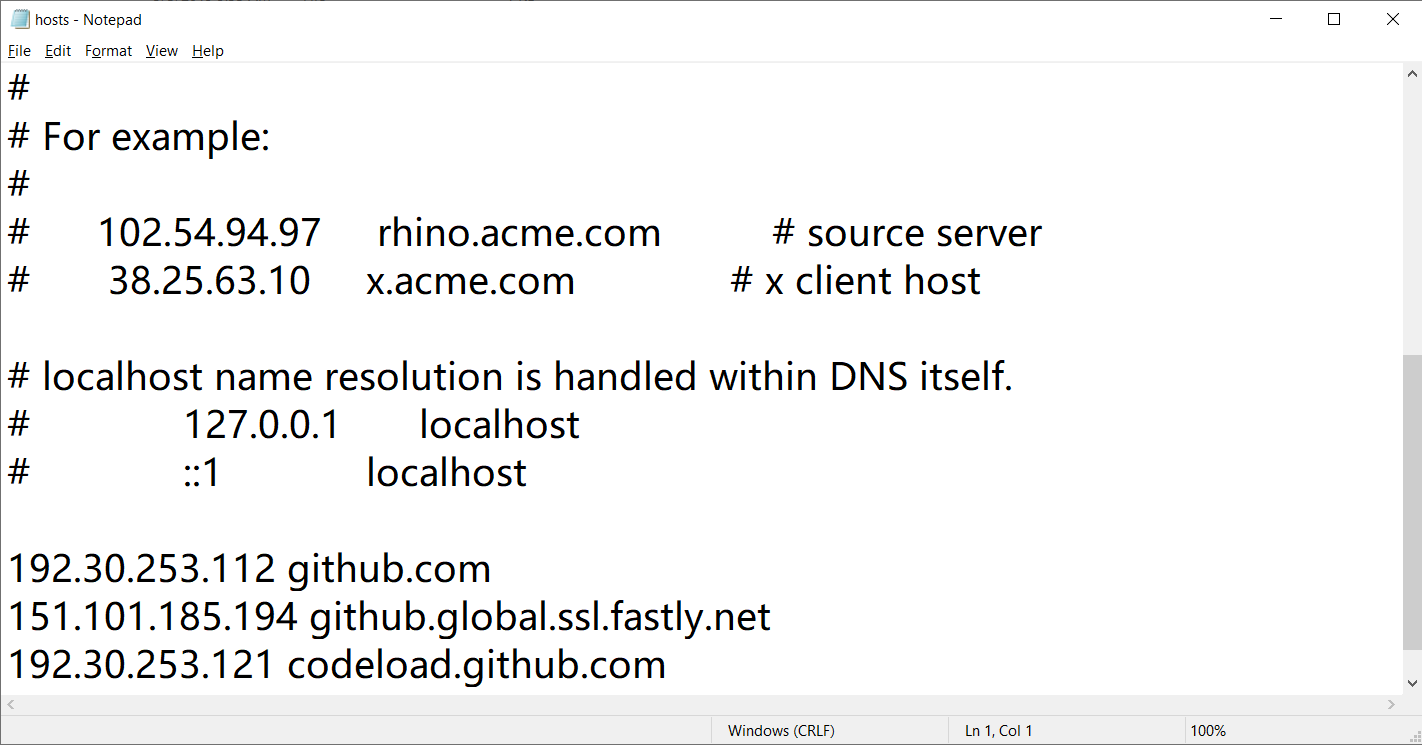 hosts - Notepad
File Edit Format View Help
#
# For example:
#
# 102.54.94.97 rhino.acme.com # source server
# 38.25.63.10 x.acme.com # x client host
# localhost name resolution is handled within DNS itself.
# 127.0.0.1 localhost
# ::1 localhost
192.30.253.112 github.com
151.101.185.194 github.global.ssl.fastly.net
192.30.253.121 codeload.github.com
Windows (CRLF) Ln 1, Col 1 100%